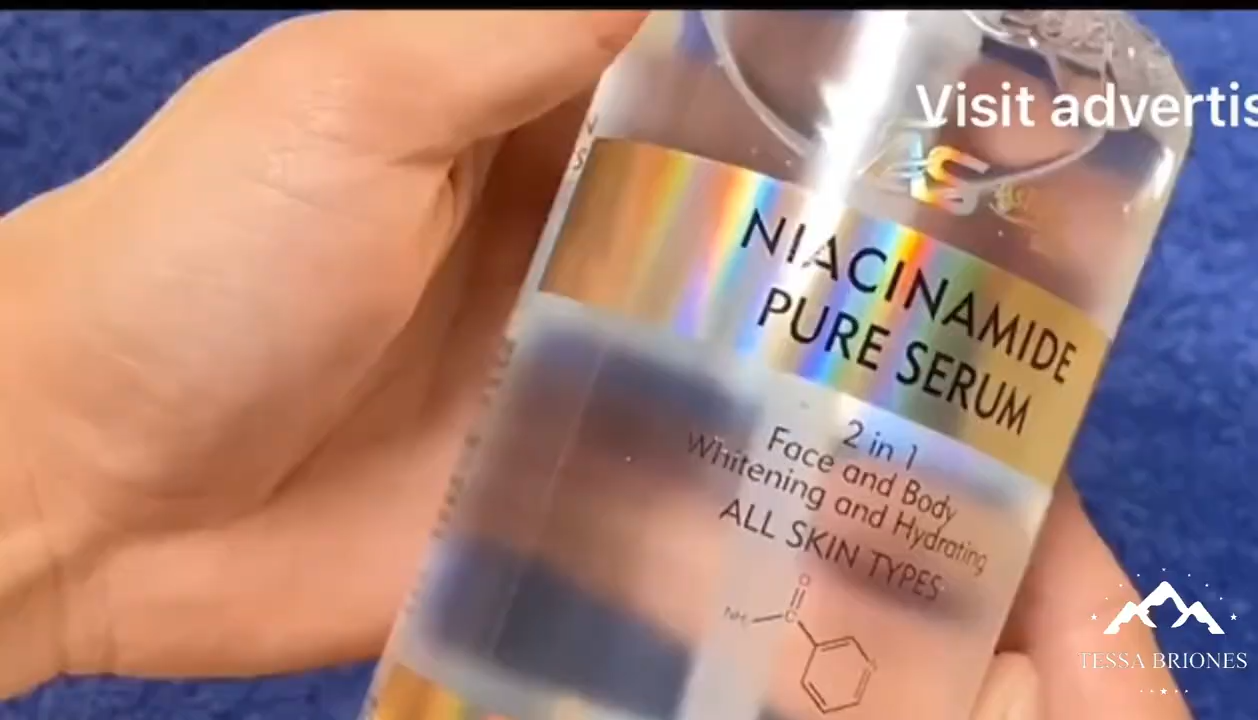 Visit advertis
NIACINAMIDE
PURE SERUM
2 in 1
Face and Body
Whitening and Hydrating
ALL SKIN TYPES
O
NH
C
TESSA BRIONES